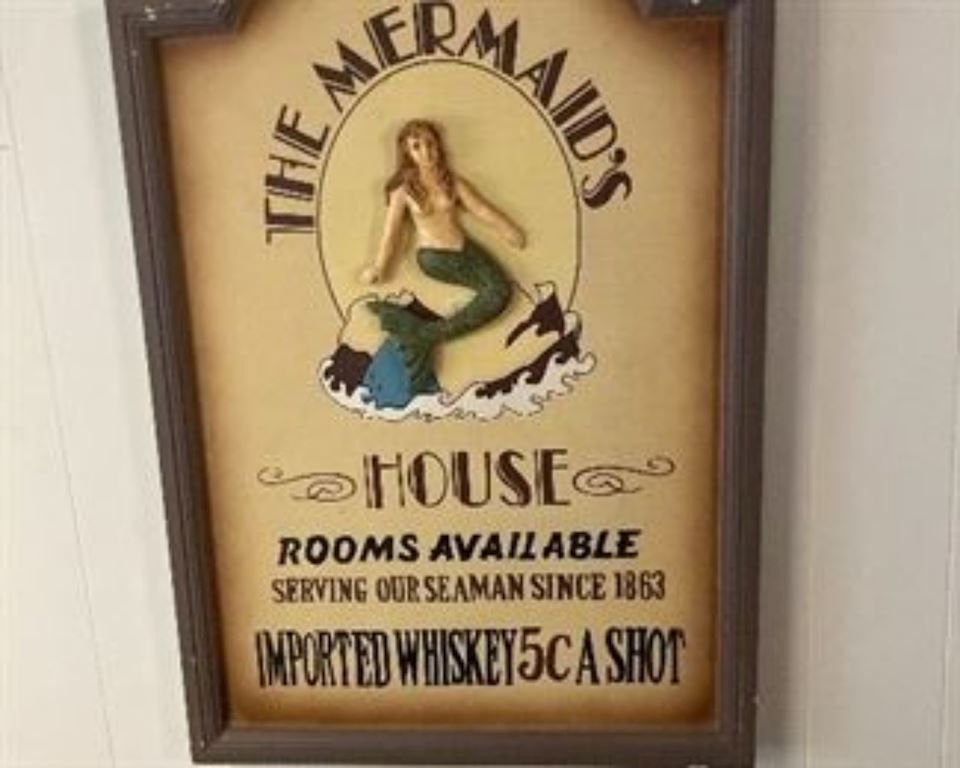 THE MERMAID'S
HOUSE
ROOMS AVAILABLE
SERVING OUR SEAMAN SINCE 1863
IMPORTED WHISKEY 5C A SHOT